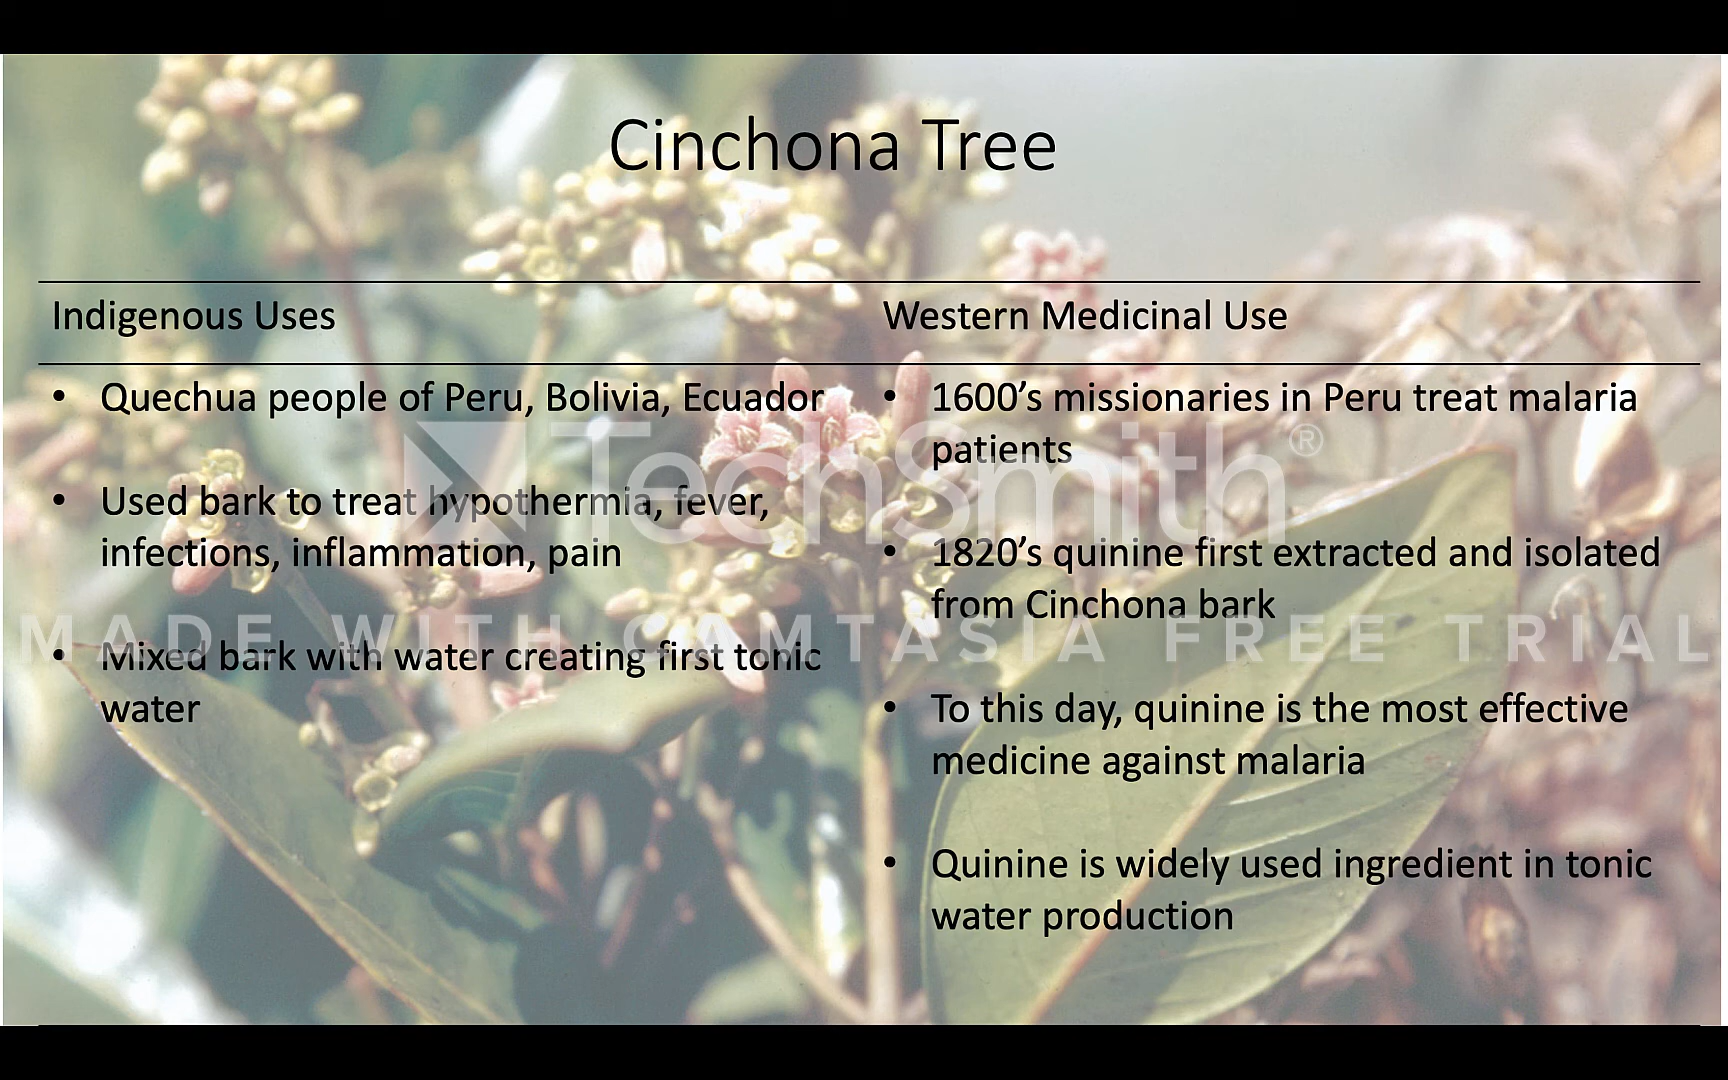 Cinchona Tree
Indigenous Uses
• Quechua people of Peru, Bolivia, Ecuador
• Used bark to treat hypothermia, fever,
infections, inflammation, pain
• Mixed bark with water creating first tonic
water
Western Medicinal Use
• 1600’s missionaries in Peru treat malaria
patients
• 1820’s quinine first extracted and isolated
from Cinchona bark
• To this day, quinine is the most effective
medicine against malaria
• Quinine is widely used ingredient in tonic
water production
TechSmith®
MADE WITH CAMTASIA FREE TRIAL